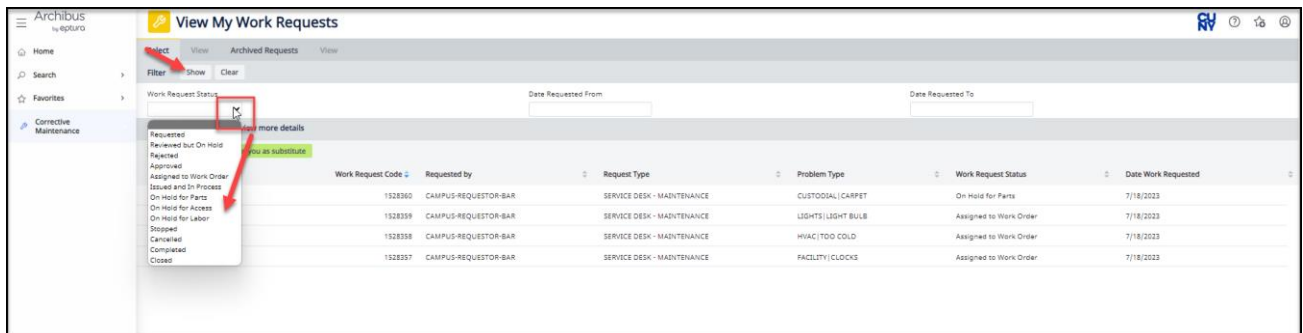 Archibus
by eptura
View My Work Requests
CUNY
Home
Search
Favorites
Corrective
Maintenance
Select View Archived Requests View
Filter Show Clear
Work Request Status Date Requested From Date Requested To
view more details
you as substitute
Requested
Reviewed but On Hold
Rejected
Approved
Assigned to Work Order
Issued and In Process
On Hold for Parts
On Hold for Access
On Hold for Labor
Stopped
Cancelled
Completed
Closed
Work Request Code Requested by Request Type Problem Type Work Request Status Date Work Requested
1528360 CAMPUS-REQUESTOR-BAR SERVICE DESK - MAINTENANCE CUSTODIAL|CARPET On Hold for Parts 7/18/2023
1528359 CAMPUS-REQUESTOR-BAR SERVICE DESK - MAINTENANCE LIGHTS|LIGHT BULB Assigned to Work Order 7/18/2023
1528358 CAMPUS-REQUESTOR-BAR SERVICE DESK - MAINTENANCE HVAC|TOO COLD Assigned to Work Order 7/18/2023
1528357 CAMPUS-REQUESTOR-BAR SERVICE DESK - MAINTENANCE FACILITY|CLOCKS Assigned to Work Order 7/18/2023